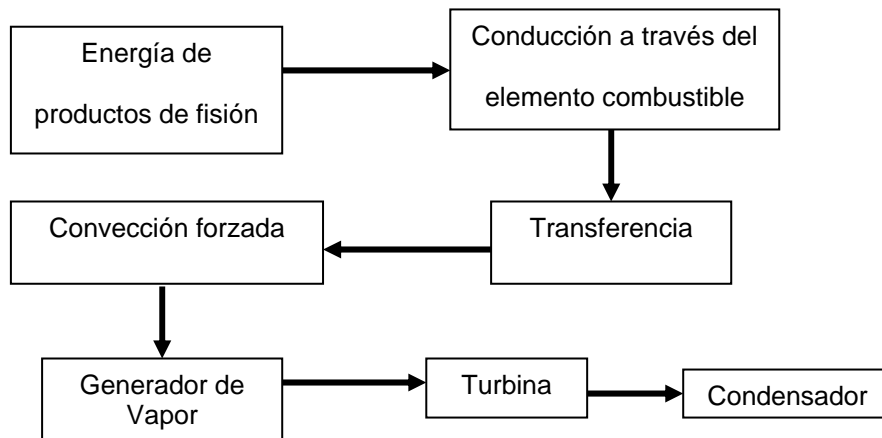 Energía de
productos de fisión
Conducción a través del
elemento combustible
Transferencia
Convección forzada
Generador de
Vapor
Turbina
Condensador